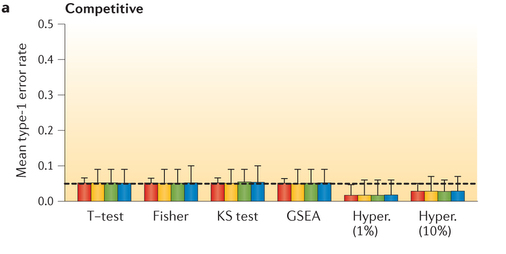 a
Competitive
Mean type-1 error rate
0.5
0.4
0.3
0.2
0.1
0.0
T-test
Fisher
KS test
GSEA
Hyper.
(1%)
Hyper.
(10%)